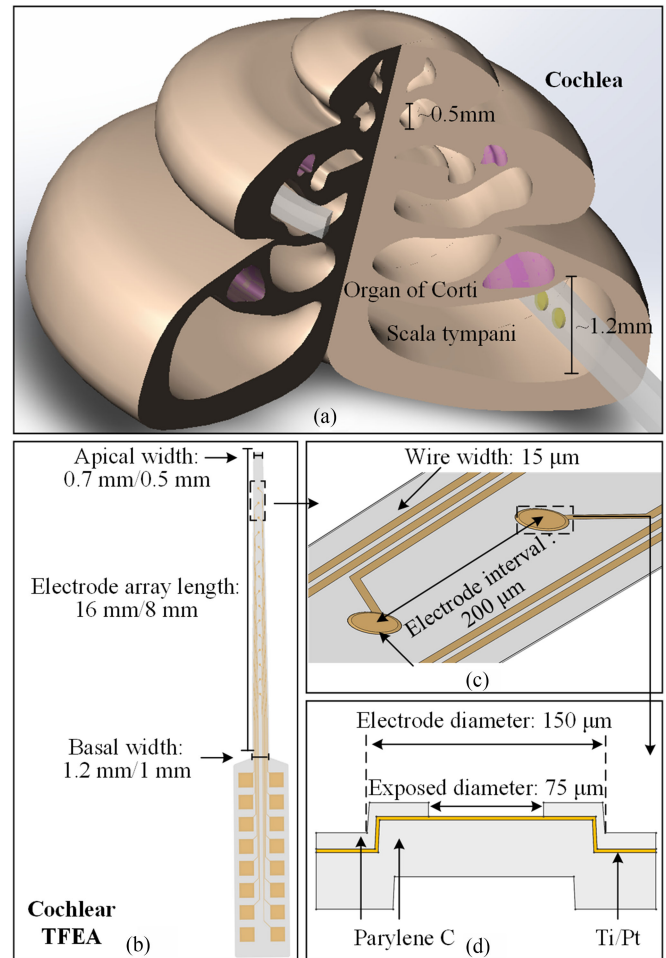 Cochlea
~0.5mm
Organ of Corti
Scala tympani
~1.2mm
(a)
Apical width:
0.7 mm/0.5 mm
Electrode array length:
16 mm/8 mm
Basal width:
1.2 mm/1 mm
Cochlear
TFEA
(b)
Wire width: 15 μm
Electrode interval :
200 μm
(c)
Electrode diameter: 150 μm
Exposed diameter: 75 μm
Parylene C
Ti/Pt
(d)